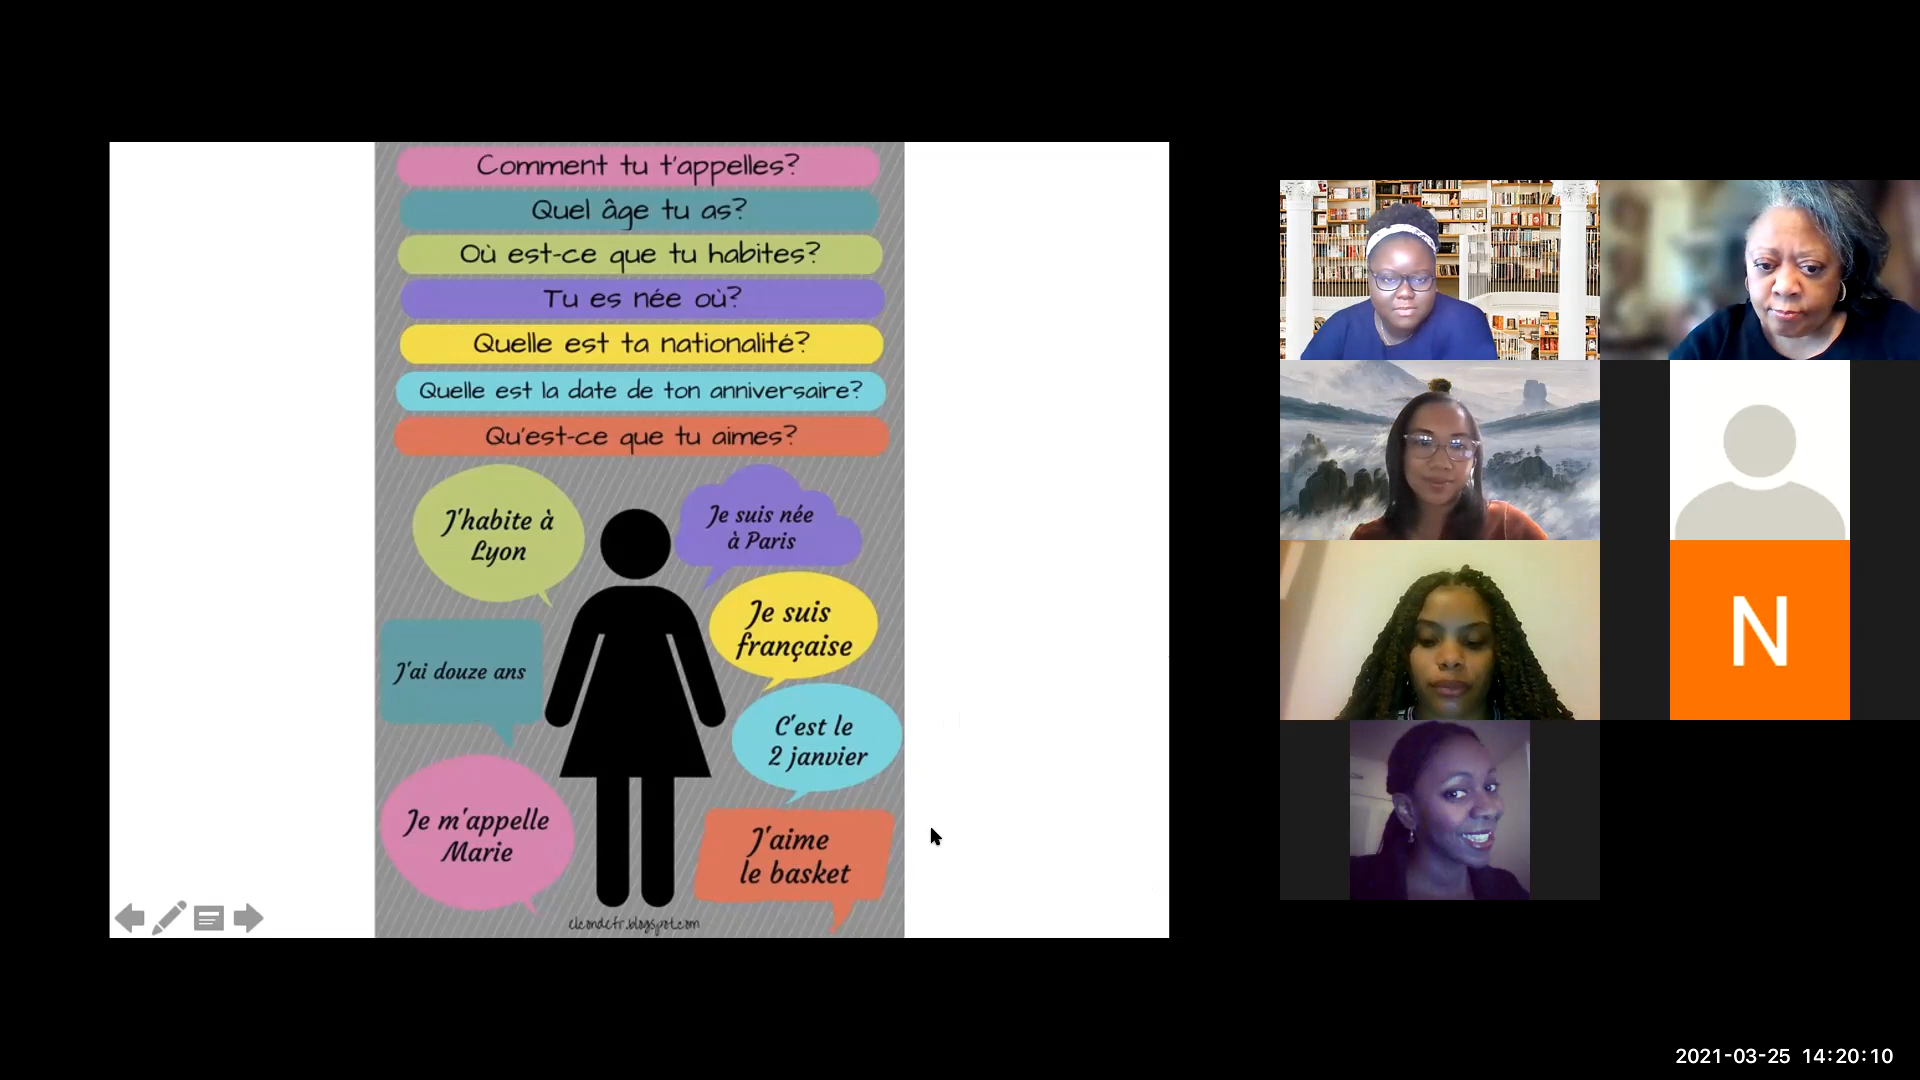 Comment tu t'appelles?
Quel âge tu as?
Où est-ce que tu habites?
Tu es née où?
Quelle est ta nationalité?
Quelle est la date de ton anniversaire?
Qu'est-ce que tu aimes?
J'habite à
Lyon
Je suis née
à Paris
Je suis
française
J'ai douze ans
C'est le
2 janvier
Je m'appelle
Marie
J'aime
le basket
N
2021-03-25 14:20:10